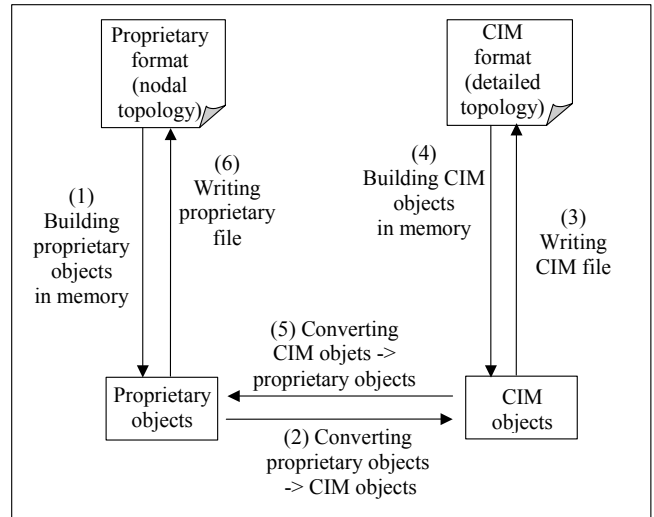 Proprietary
format
(nodal
topology)
CIM
format
(detailed
topology)
(1)
Building
proprietary
objects
in memory
(6)
Writing
proprietary
file
(4)
Building CIM
objects
in memory
(3)
Writing
CIM file
(5) Converting
CIM objets ->
proprietary objects
Proprietary
objects
CIM
objects
(2) Converting
proprietary objects
-> CIM objects